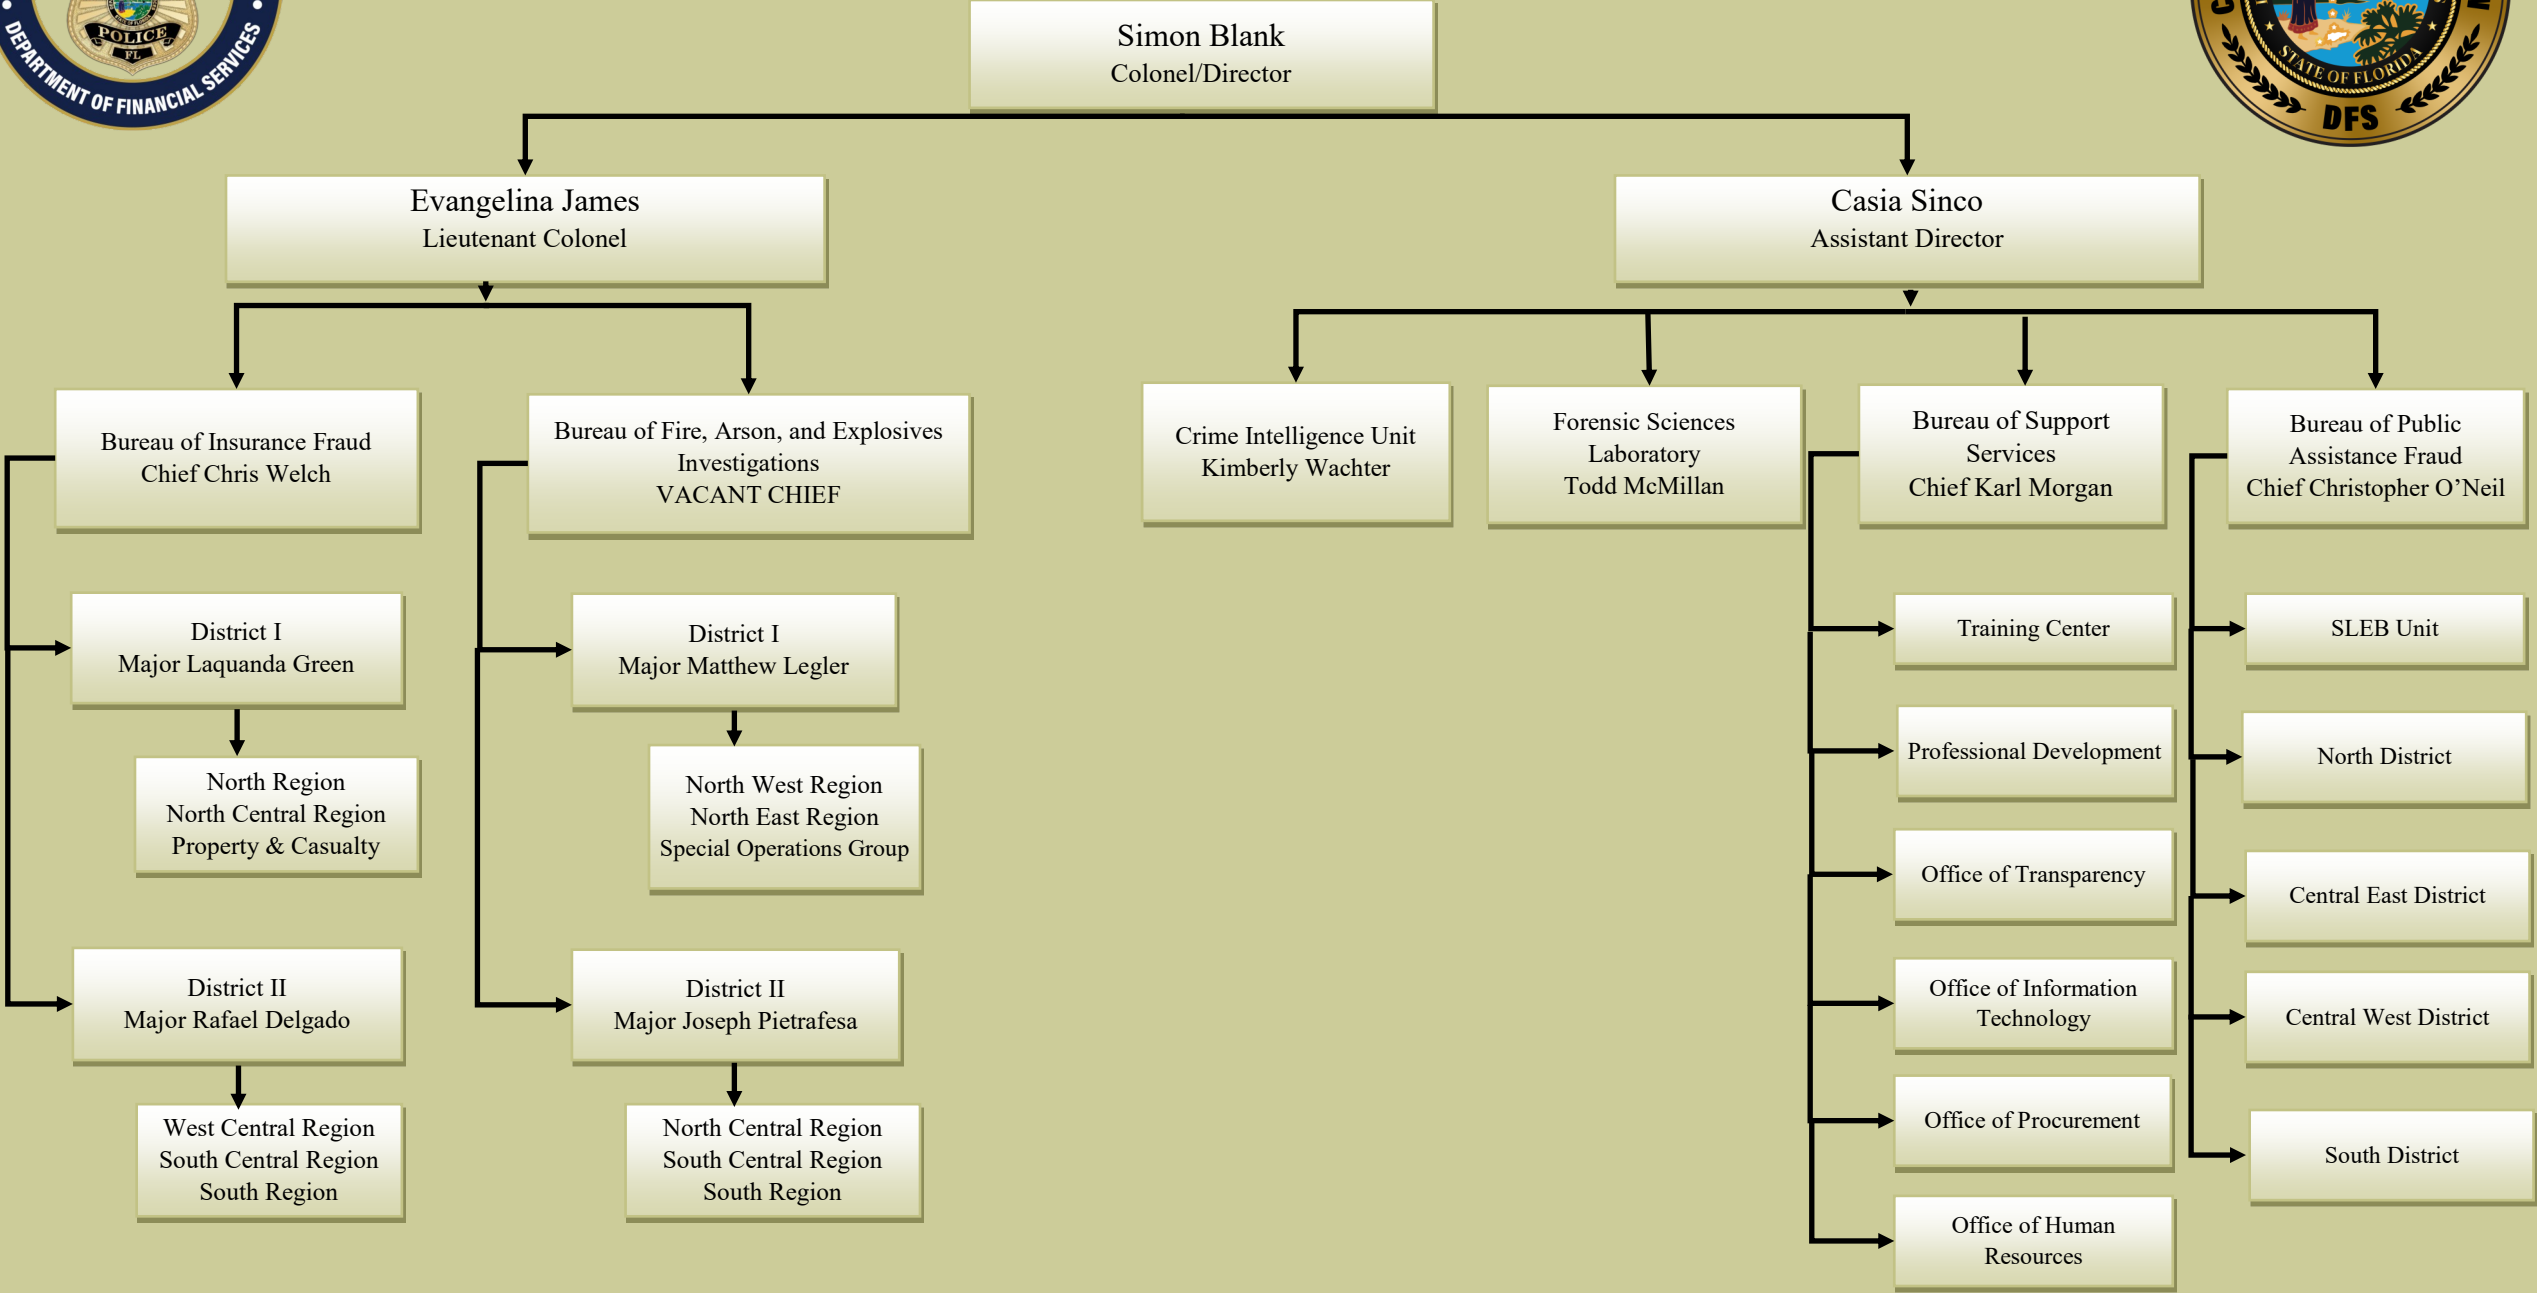 POLICE
FL
DEPARTMENT OF FINANCIAL SERVICES
Simon Blank
Colonel/Director
STATE OF FLORIDA
DFS
Evangelina James
Lieutenant Colonel
Casia Sinco
Assistant Director
Bureau of Insurance Fraud
Chief Chris Welch
Bureau of Fire, Arson, and Explosives
Investigations
VACANT CHIEF
Crime Intelligence Unit
Kimberly Wachter
Forensic Sciences
Laboratory
Todd McMillan
Bureau of Support
Services
Chief Karl Morgan
Bureau of Public
Assistance Fraud
Chief Christopher O’Neil
District I
Major Laquanda Green
North Region
North Central Region
Property & Casualty
District II
Major Rafael Delgado
West Central Region
South Central Region
South Region
District I
Major Matthew Legler
North West Region
North East Region
Special Operations Group
District II
Major Joseph Pietrafesa
North Central Region
South Central Region
South Region
Training Center
Professional Development
Office of Transparency
Office of Information
Technology
Office of Procurement
Office of Human
Resources
SLEB Unit
North District
Central East District
Central West District
South District